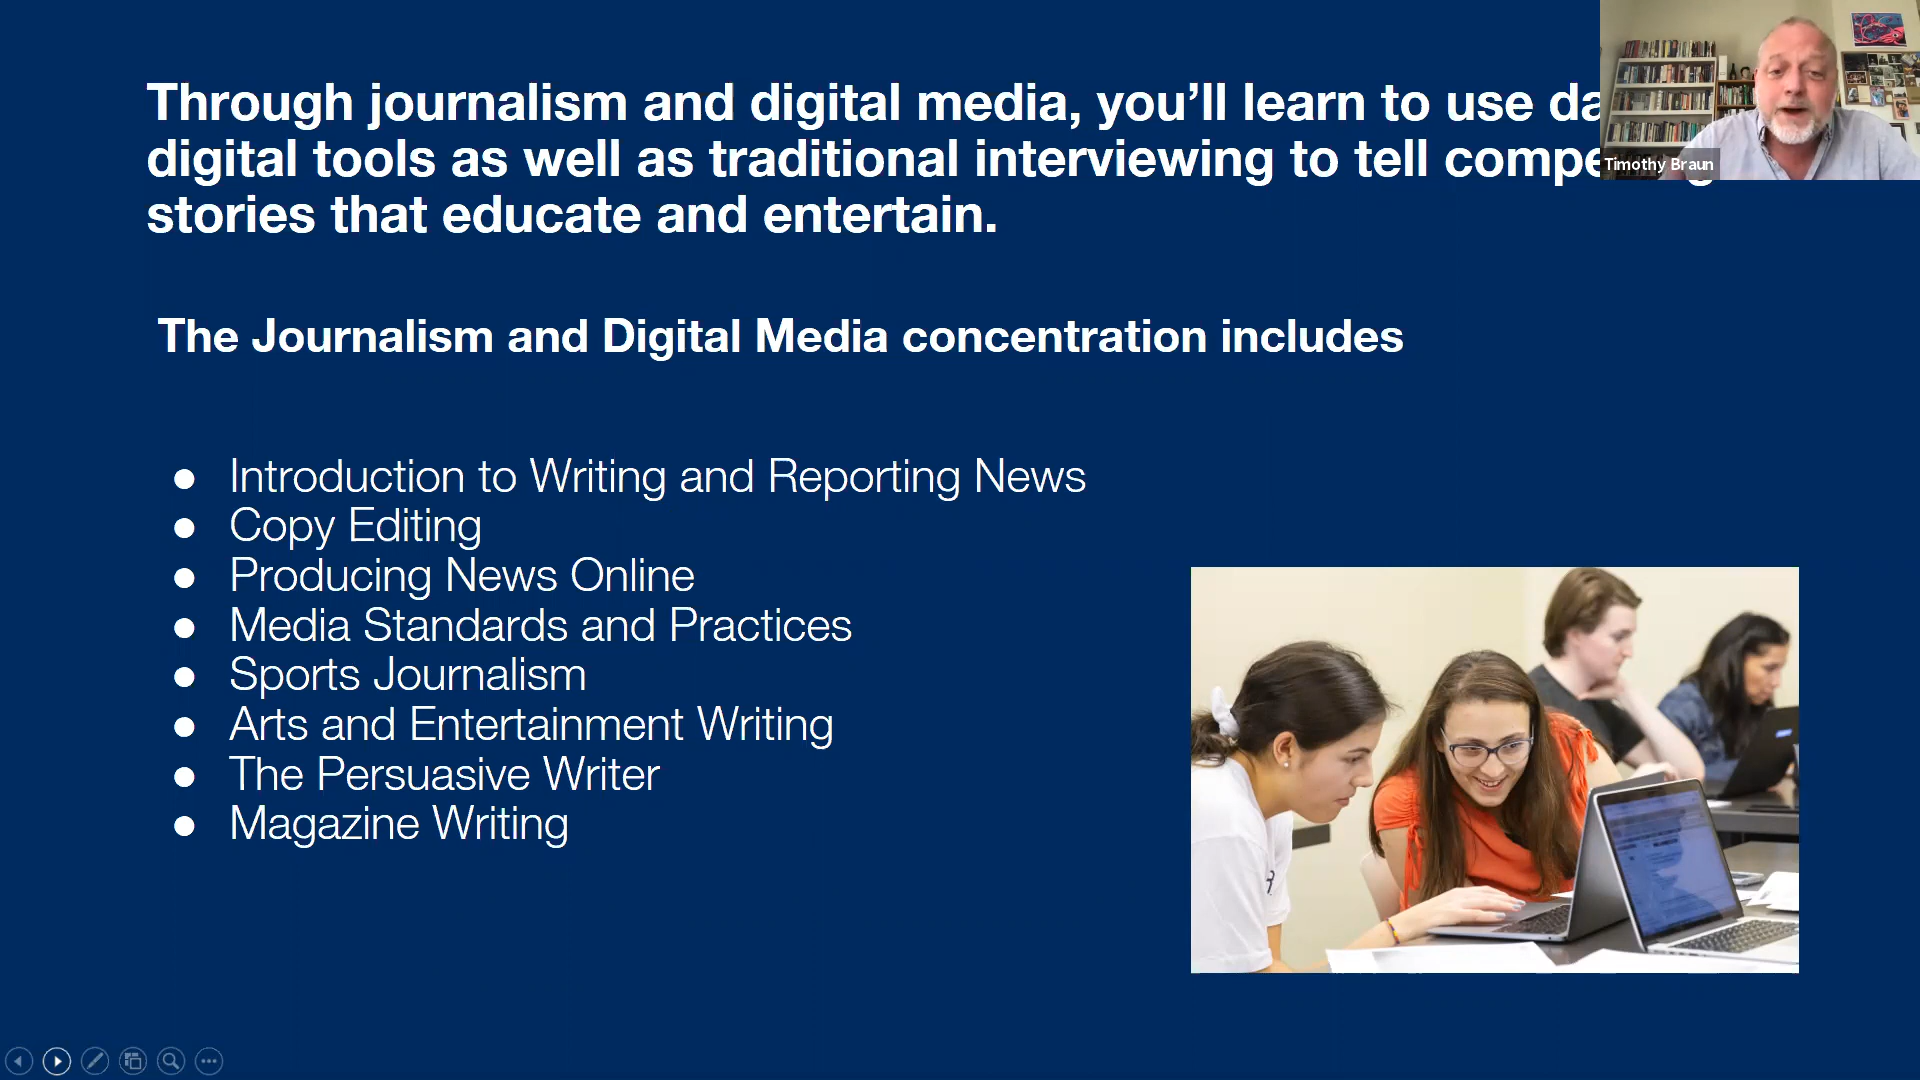 Through journalism and digital media, you'll learn to use
digital tools as well as traditional interviewing to tell
stories that educate and entertain.
Timothy Braun
The Journalism and Digital Media concentration includes
● Introduction to Writing and Reporting News
● Copy Editing
● Producing News Online
● Media Standards and Practices
● Sports Journalism
● Arts and Entertainment Writing
● The Persuasive Writer
● Magazine Writing